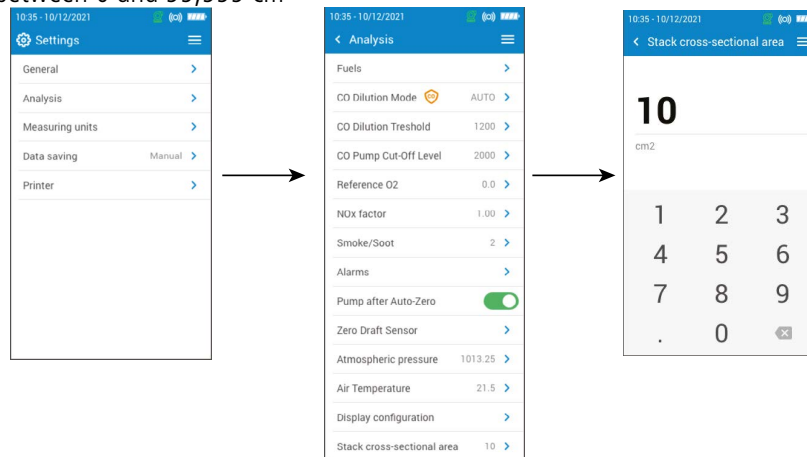 between 0 and cm
10:35 - 10/12/2021
Settings
General
Analysis
Measuring units
Data saving Manual
Printer
10:35 - 10/12/2021
Analysis
Fuels
CO Dilution Mode AUTO
CO Dilution Treshold 1200
CO Pump Cut-Off Level 2000
Reference O2 0.0
NOx factor 1.00
Smoke/Soot 2
Alarms
Pump after Auto-Zero
Zero Draft Sensor
Atmospheric pressure 1013.25
Air Temperature 21.5
Display configuration
Stack cross-sectional area 10
10:35 - 10/12/2021
Stack cross-sectional area
10
cm2
1 2 3
4 5 6
7 8 9
. 0